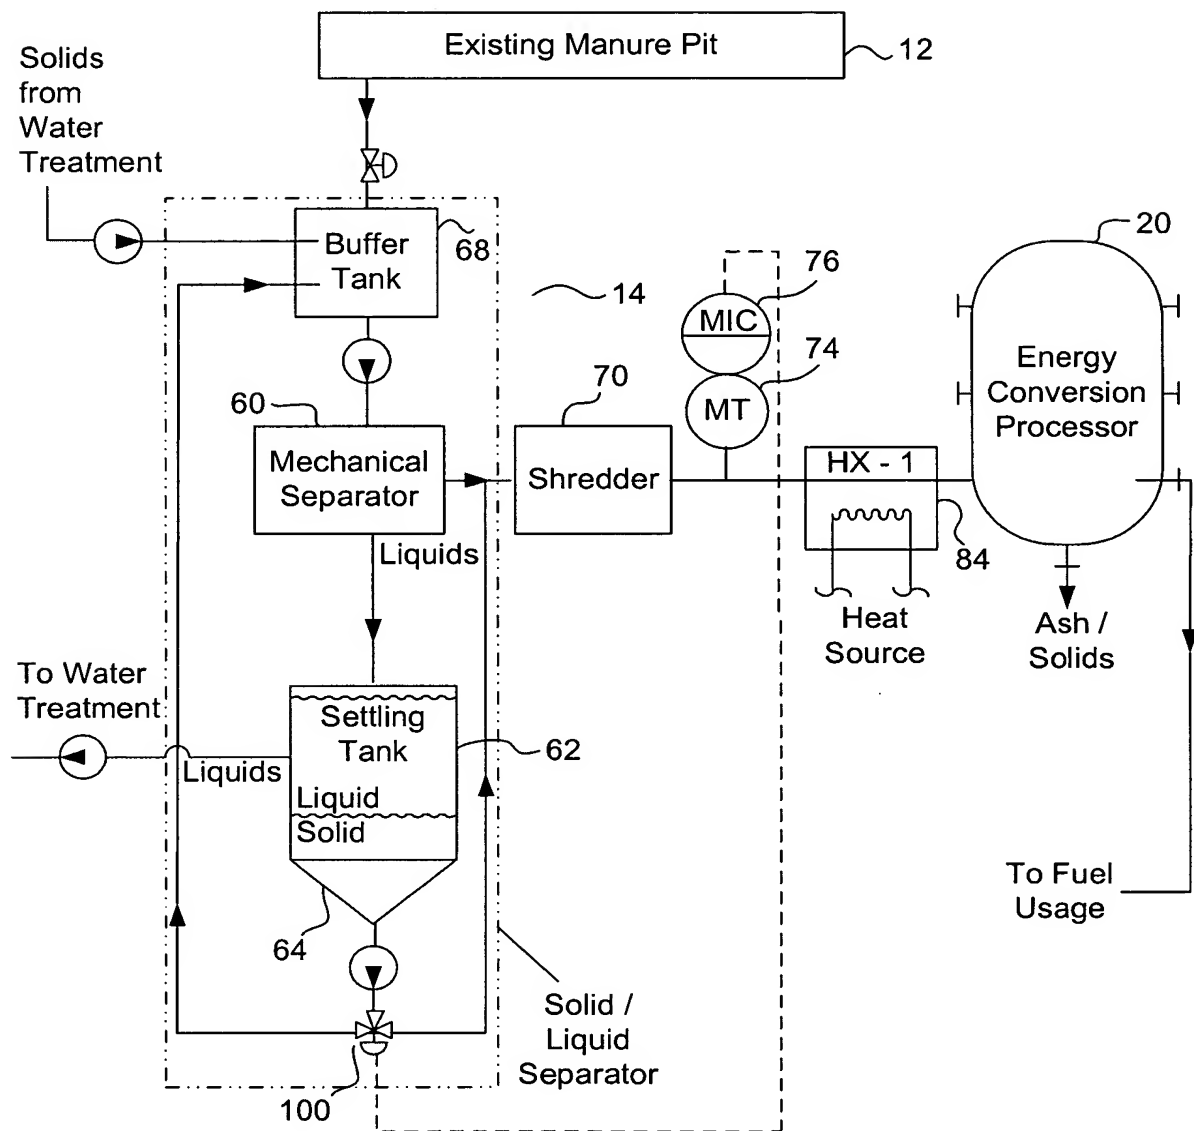 Existing Manure Pit
12
Solids
from
Water
Treatment
Buffer
Tank
68
14
76
MIC
74
MT
20
Energy
Conversion
Processor
60
Mechanical
Separator
70
Shredder
HX - 1
84
Liquids
Heat
Source
Ash /
Solids
To Water
Treatment
Settling
Tank
62
Liquids
Liquid
Solid
64
To Fuel
Usage
Solid /
Liquid
Separator
100